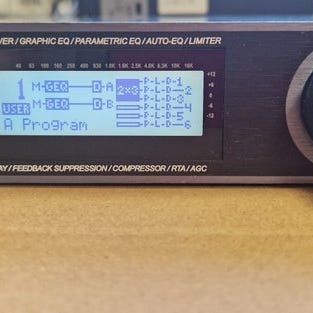 VER / GRAPHIC EQ / PARAMETRIC EQ / AUTO-EQ / LIMITER
40 63 100 160 250 400 630 1.0K 1.6K 2.5K 4.0K 6.3K 10K 16K
+12
+6
0
-6
-12
1 M-GEQ D-A 2×3 P-L-D-1
P-L-D-2
USER M-GEQ D-B P-L-D-3
P-L-D-4
A Program P-L-D-5
P-L-D-6
AY / FEEDBACK SUPPRESSION / COMPRESSOR / RTA / AGC